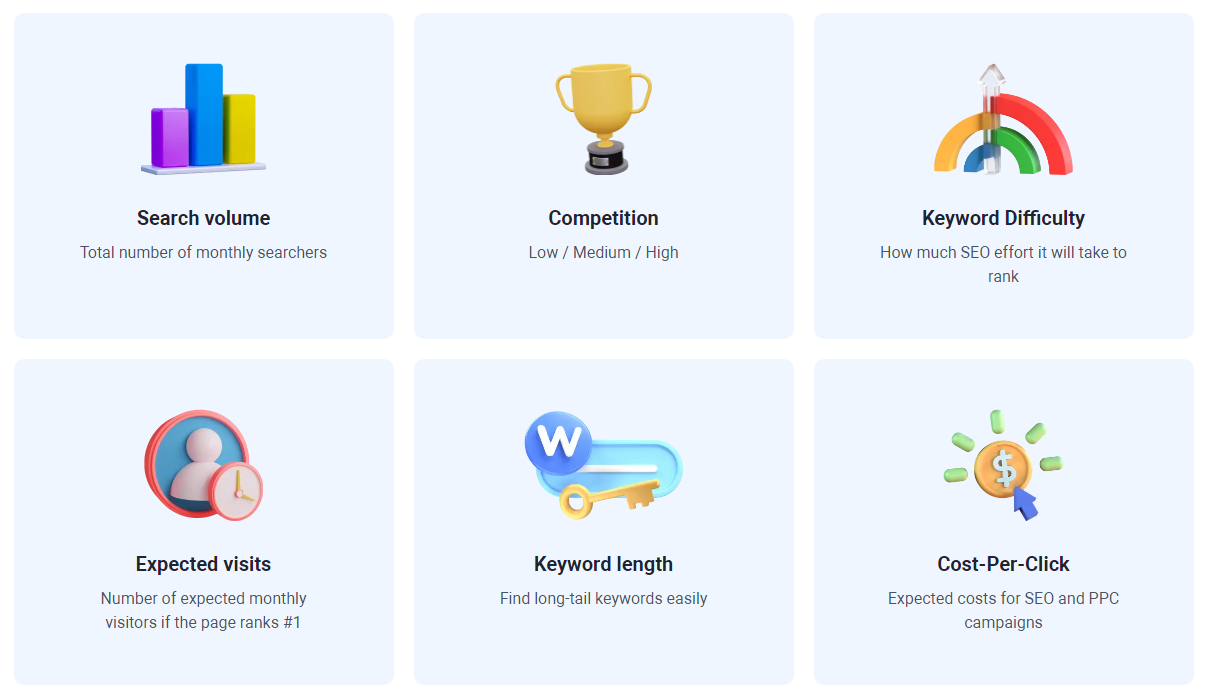 Search volume
Total number of monthly searchers
Competition
Low / Medium / High
Keyword Difficulty
How much SEO effort it will take to
rank
Expected visits
Number of expected monthly
visitors if the page ranks #1
W
Keyword length
Find long-tail keywords easily
$
Cost-Per-Click
Expected costs for SEO and PPC
campaigns